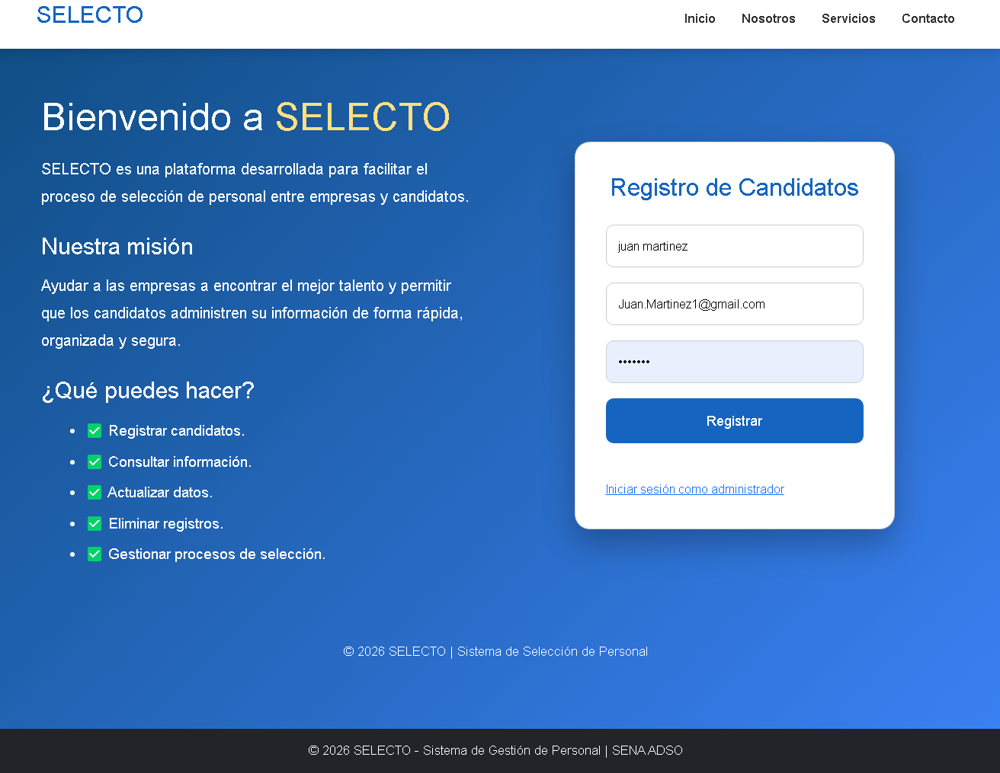 SELECTO
Inicio Nosotros Servicios Contacto
Bienvenido a SELECTO
SELECTO es una plataforma desarrollada para facilitar el
proceso de selección de personal entre empresas y candidatos.
Nuestra misión
Ayudar a las empresas a encontrar el mejor talento y permitir
que los candidatos administren su información de forma rápida,
organizada y segura.
¿Qué puedes hacer?
• ✅ Registrar candidatos.
• ✅ Consultar información.
• ✅ Actualizar datos.
• ✅ Eliminar registros.
• ✅ Gestionar procesos de selección.
Registro de Candidatos
juan martinez
Juan.Martinez1@gmail.com
•••••••
Registrar
Iniciar sesión como administrador
© 2026 SELECTO | Sistema de Selección de Personal
© 2026 SELECTO - Sistema de Gestión de Personal | SENA ADSO